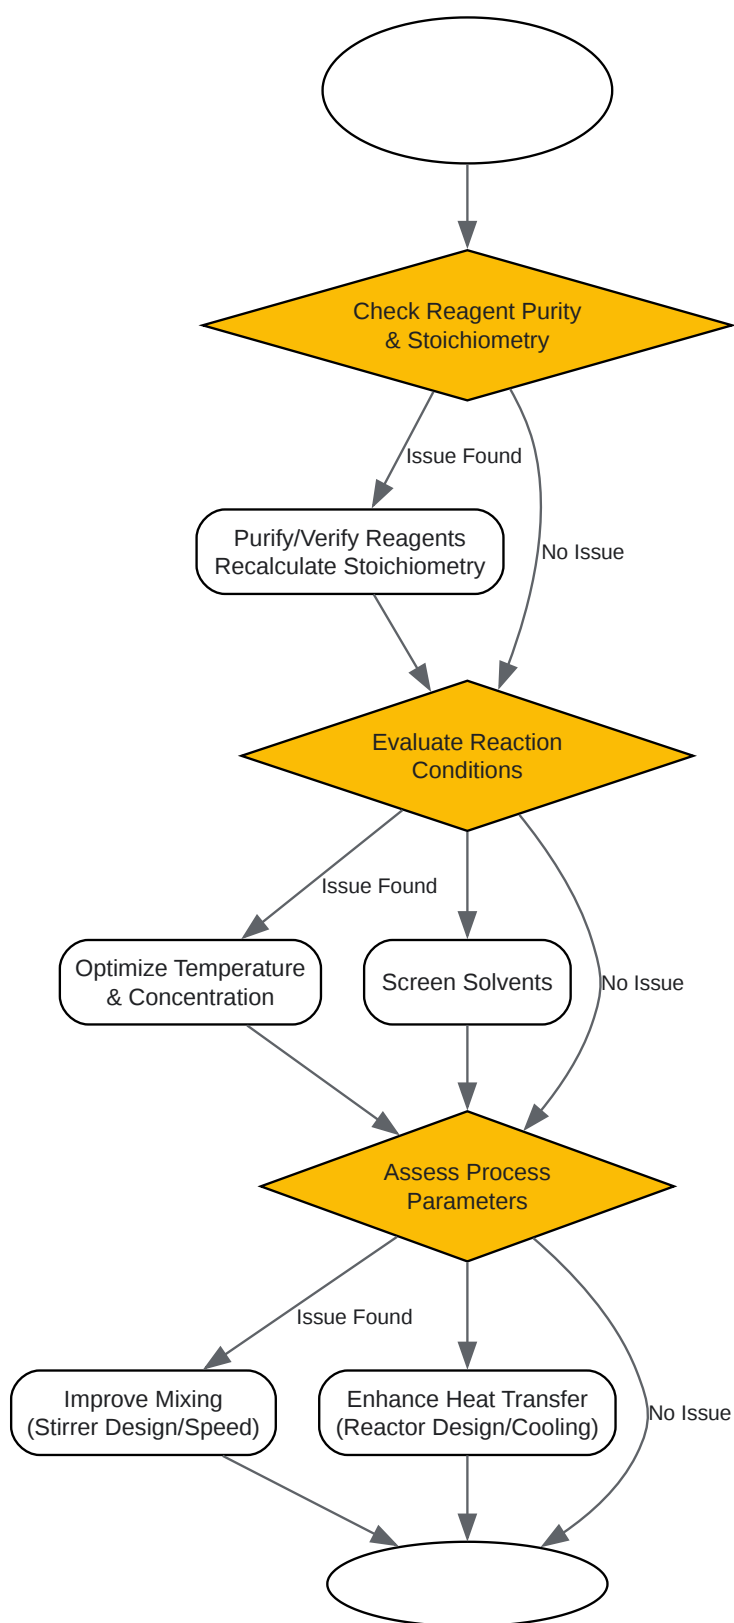 Check Reagent Purity
& Stoichiometry
Issue Found
Purify/Verify Reagents
Recalculate Stoichiometry
No Issue
Evaluate Reaction
Conditions
Issue Found
Optimize Temperature
& Concentration
Screen Solvents
No Issue
Assess Process
Parameters
Issue Found
Improve Mixing
(Stirrer Design/Speed)
Enhance Heat Transfer
(Reactor Design/Cooling)
No Issue